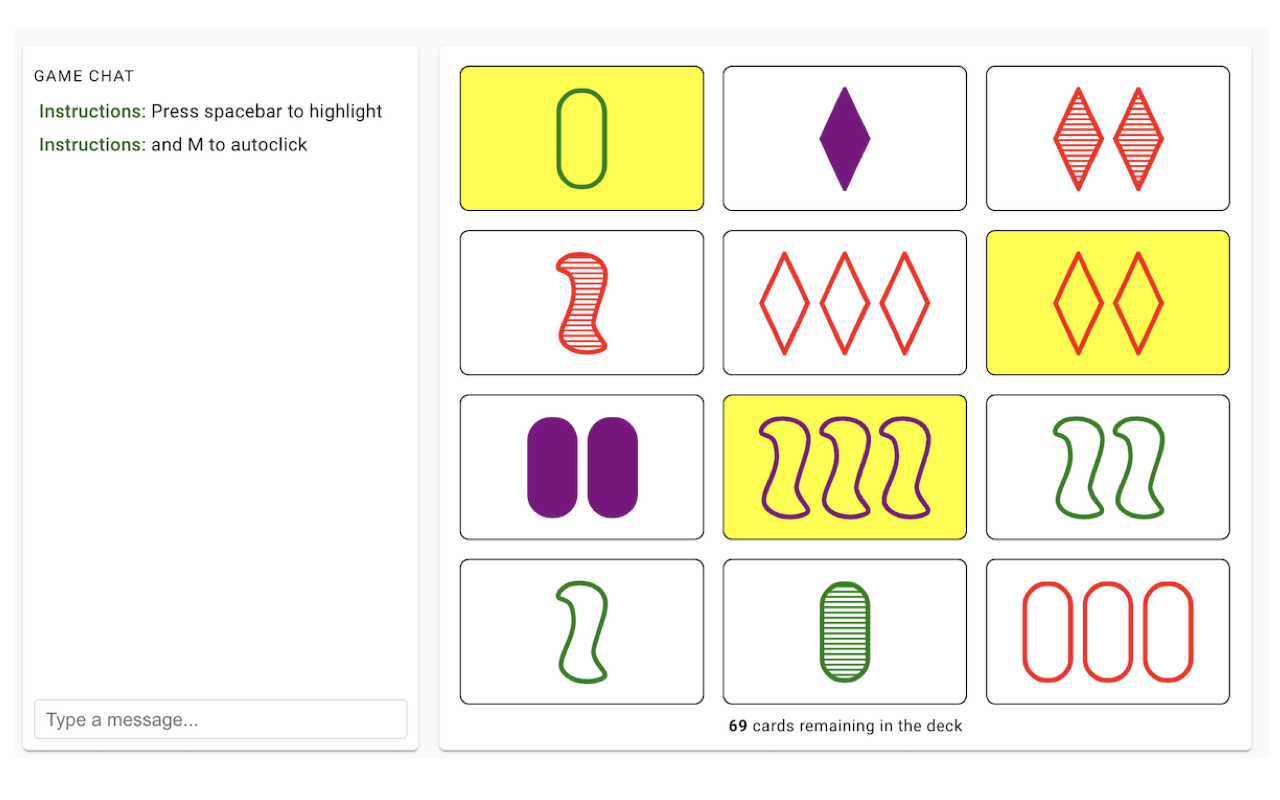 GAME CHAT
Instructions: Press spacebar to highlight
Instructions: and M to autoclick
Type a message...
69 cards remaining in the deck